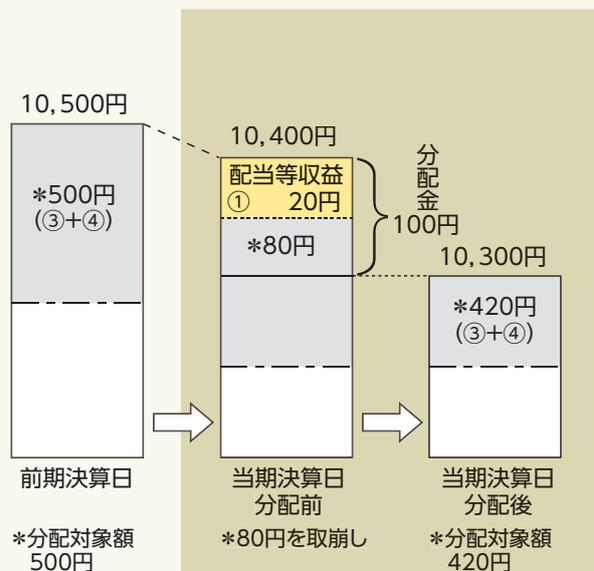 10,500円
*500円
(③+④)
前期決算日
*分配対象額
500円
10,400円
配当等収益
① 20円
*80円
分配金
100円
当期決算日
分配前
*80円を取崩し
10,300円
*420円
(③+④)
当期決算日
分配後
*分配対象額
420円